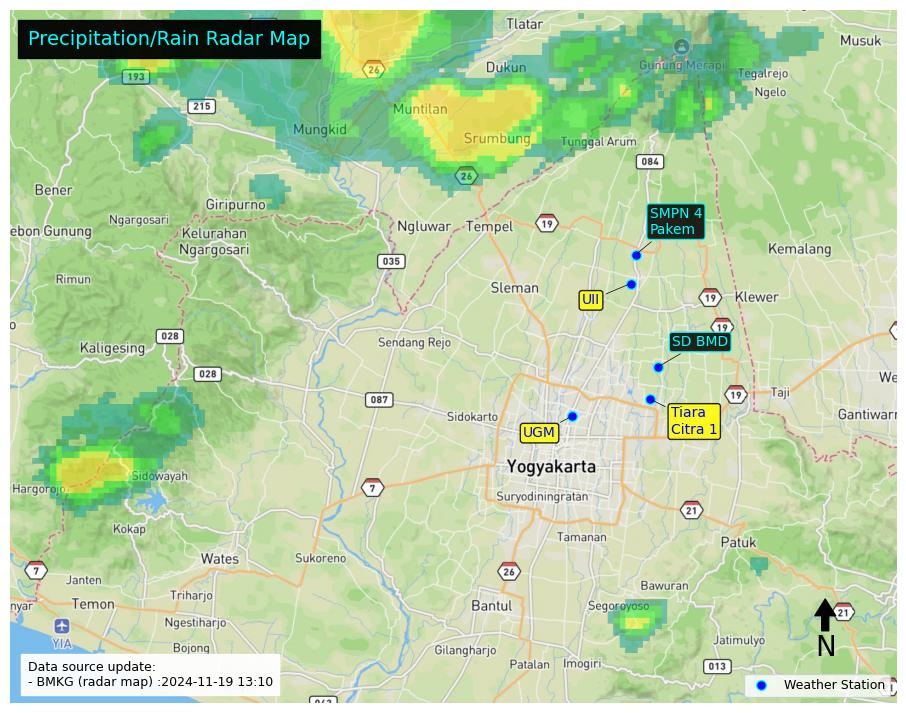 Precipitation/Rain Radar Map
Tlatar
Musuk
193
26
Dukun
Gunung Merapi
Tegalrejo
215
Muntilan
Ngelo
Mungkid
Srumbung
Tunggal Arum
084
26
Bener
Giripurno
SMPN 4
Pakem
Ngargosari
Kelurahan
Ngargosari
Ngluwar
Tempel
19
ebon Gunung
Kemalang
035
Rimun
Sleman
UII
19
Klewer
028
Kaligesing
Sendang Rejo
19
SD BMD
028
087
Taji
19
We
Sidokarto
Tiara
Citra 1
Gantiwarn
UGM
Yogyakarta
Hargorojo
Sidowayah
7
Suryodiningratan
21
Kokap
Tamanan
Patuk
Wates
Sukoreno
7
26
Janten
Bawuran
Triharjo
nyar
Temon
Bantul
Segoroyoso
21
Ngestiharjo
YIA
N
Jatimulyo
Bojong
Gilangharjo
Patalan
Imogiri
013
Data source update:
- BMKG (radar map) :2024-11-19 13:10
Weather Station